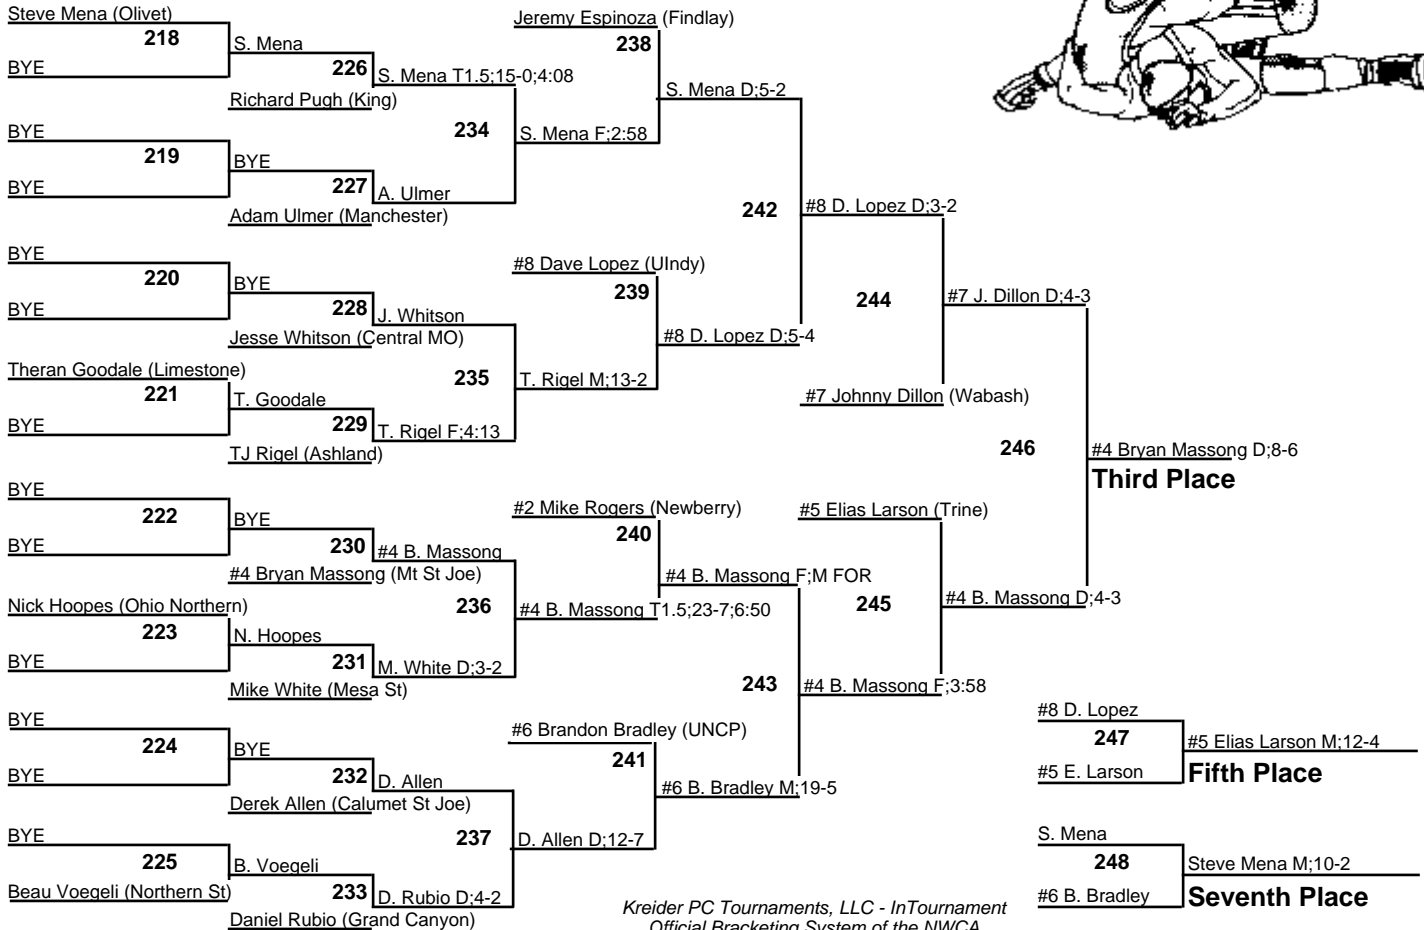 Steve Mena (Olivet)
218
BYE
S. Mena
226
Richard Pugh (King)
S. Mena T1.5;15-0;4:08
BYE
219
BYE
BYE
227
Adam Ulmer (Manchester)
A. Ulmer
234
S. Mena F;2:58
Jeremy Espinoza (Findlay)
238
S. Mena D;5-2
BYE
220
BYE
BYE
228
Jesse Whitson (Central MO)
J. Whitson
Theran Goodale (Limestone)
221
BYE
T. Goodale
229
TJ Rigel (Ashland)
T. Rigel F;4:13
235
T. Rigel M;13-2
#8 Dave Lopez (UIndy)
239
#8 D. Lopez D;5-4
242
#8 D. Lopez D;3-2
244
#7 Johnny Dillon (Wabash)
#7 J. Dillon D;4-3
BYE
222
BYE
BYE
230
#4 Bryan Massong (Mt St Joe)
#4 B. Massong
Nick Hoopes (Ohio Northern)
223
BYE
N. Hoopes
231
Mike White (Mesa St)
M. White D;3-2
236
#4 B. Massong T1.5;23-7;6:50
#2 Mike Rogers (Newberry)
240
#4 B. Massong F;M FOR
BYE
224
BYE
BYE
232
Derek Allen (Calumet St Joe)
D. Allen
BYE
225
Beau Voegeli (Northern St)
B. Voegeli
233
Daniel Rubio (Grand Canyon)
D. Rubio D;4-2
237
D. Allen D;12-7
#6 Brandon Bradley (UNCP)
241
#6 B. Bradley M;19-5
243
#4 B. Massong F;3:58
#5 Elias Larson (Trine)
245
#4 B. Massong D;4-3
246
#4 Bryan Massong D;8-6
Third Place
#8 D. Lopez
247
#5 E. Larson
#5 Elias Larson M;12-4
Fifth Place
S. Mena
248
#6 B. Bradley
Steve Mena M;10-2
Seventh Place
Kreider PC Tournaments, LLC - InTournament
Official Bracketing System of the NWCA